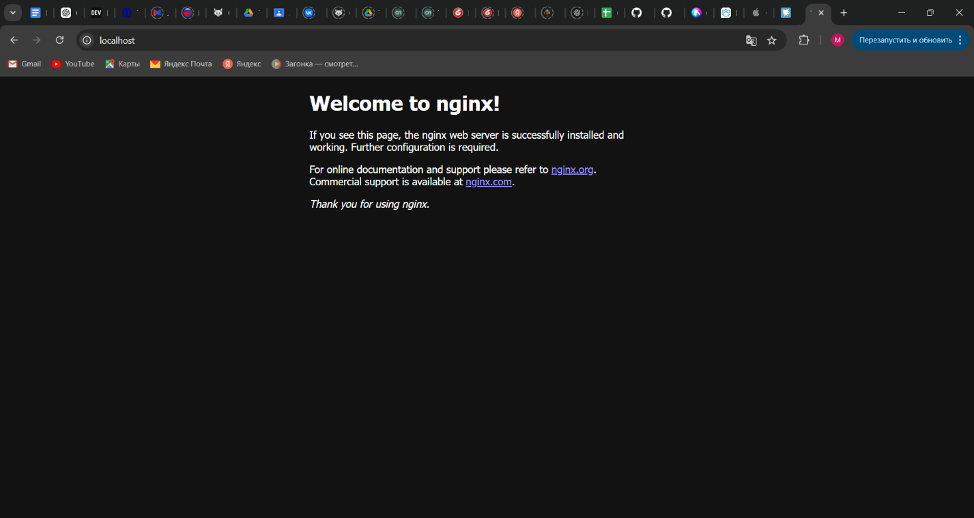 DEV
localhost
M
Перезапустить и обновить
Gmail
YouTube
Карты
Яндекс Почта
Яндекс
Загонка — смотрет...
Welcome to nginx!
If you see this page, the nginx web server is successfully installed and
working. Further configuration is required.
For online documentation and support please refer to nginx.org.
Commercial support is available at nginx.com.
Thank you for using nginx.